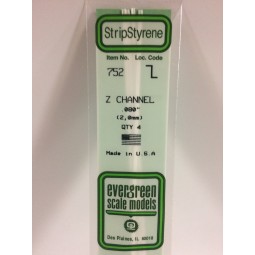 StripStyrene
Item No. Loc. Code
752
Z CHANNEL
.080"
(2,0mm)
QTY 4
Made in U.S.A
evergreen
scale models
Des Plaines, IL 60018